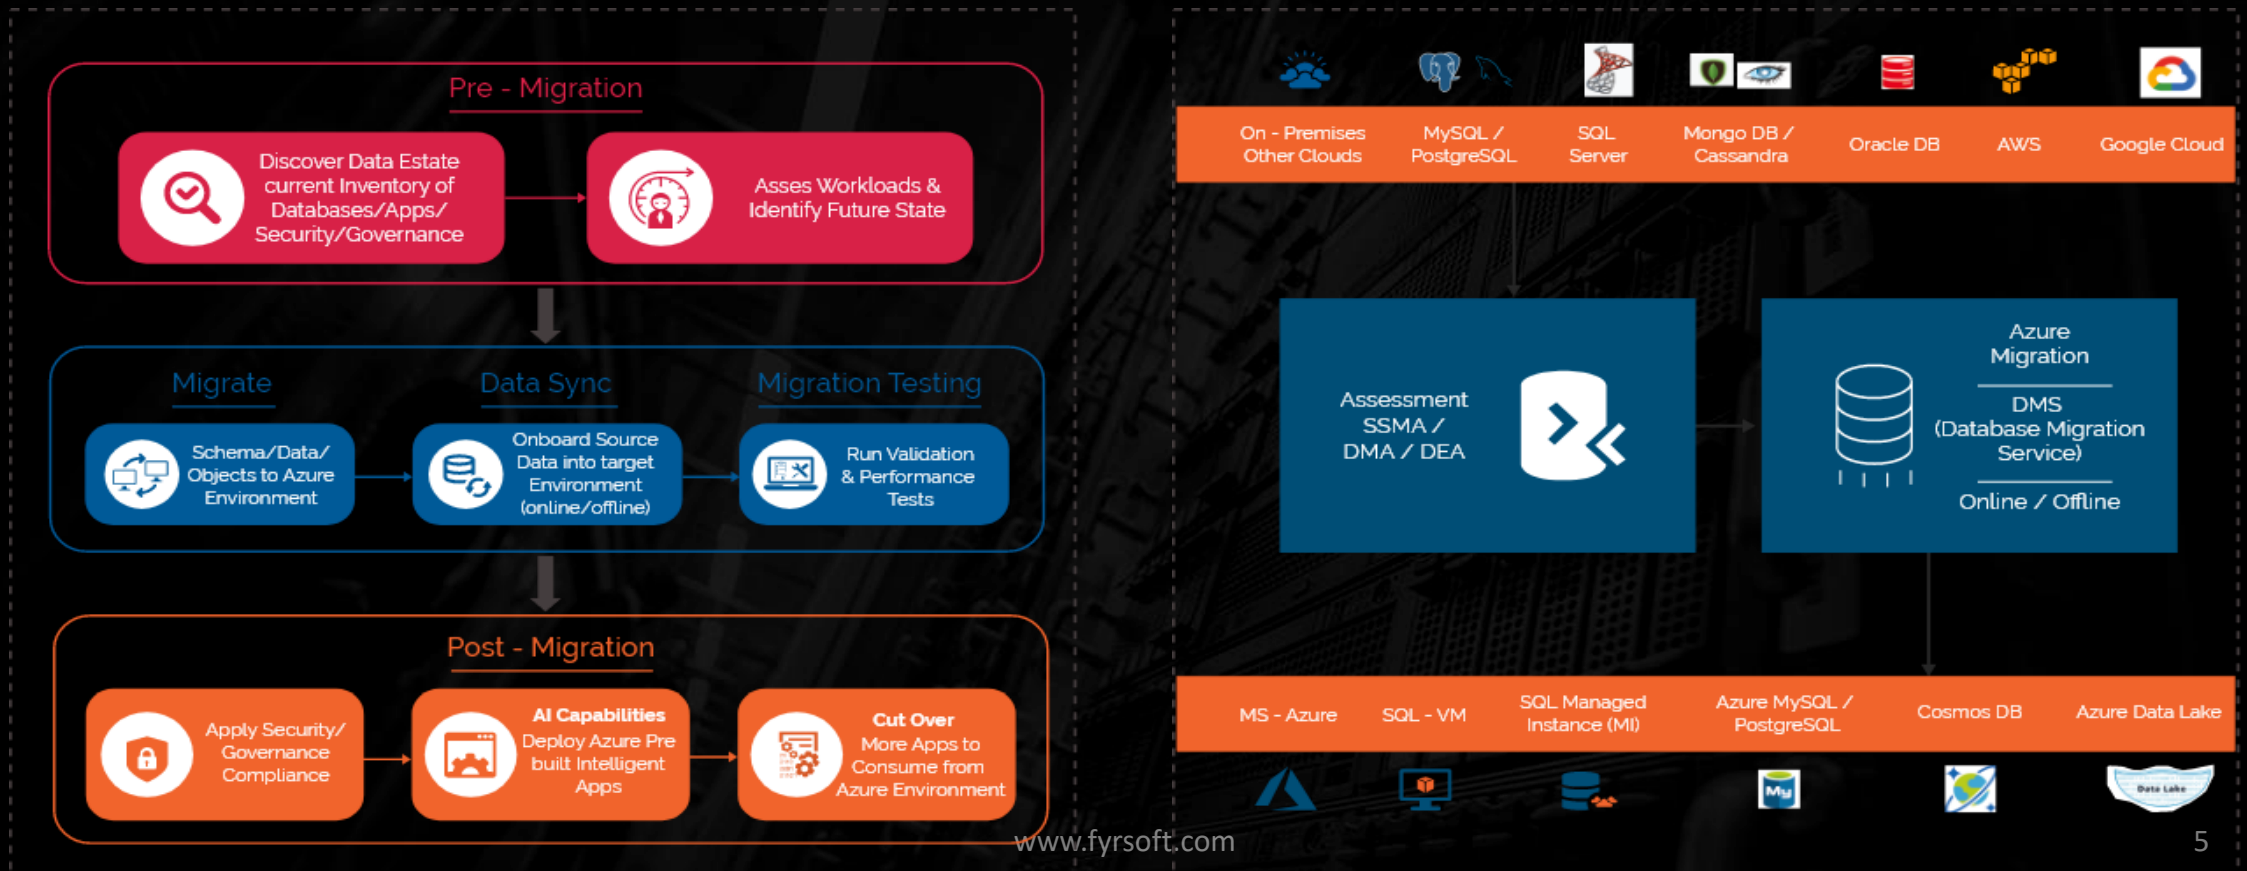 Pre - Migration
Discover Data Estate
current Inventory of
Databases/Apps/
Security/Governance
Asses Workloads &
Identify Future State
Migrate
Schema/Data/
Objects to Azure
Environment
Data Sync
Onboard Source
Data into target
Environment
(online/offline)
Migration Testing
Run Validation
& Performance
Tests
Post - Migration
Apply Security/
Governance
Compliance
AI Capabilities
Deploy Azure Pre
built Intelligent
Apps
Cut Over
More Apps to
Consume from
Azure Environment
On - Premises
Other Clouds
MySQL /
PostgreSQL
SQL
Server
Mongo DB /
Cassandra
Oracle DB
AWS
Google Cloud
Assessment
SSMA /
DMA / DEA
Azure
Migration
DMS
(Database Migration
Service)
Online / Offline
MS - Azure
SQL - VM
SQL Managed
Instance (MI)
Azure MySQL /
PostgreSQL
Cosmos DB
Azure Data Lake
My
Data Lake
www.fyrsoft.com
5